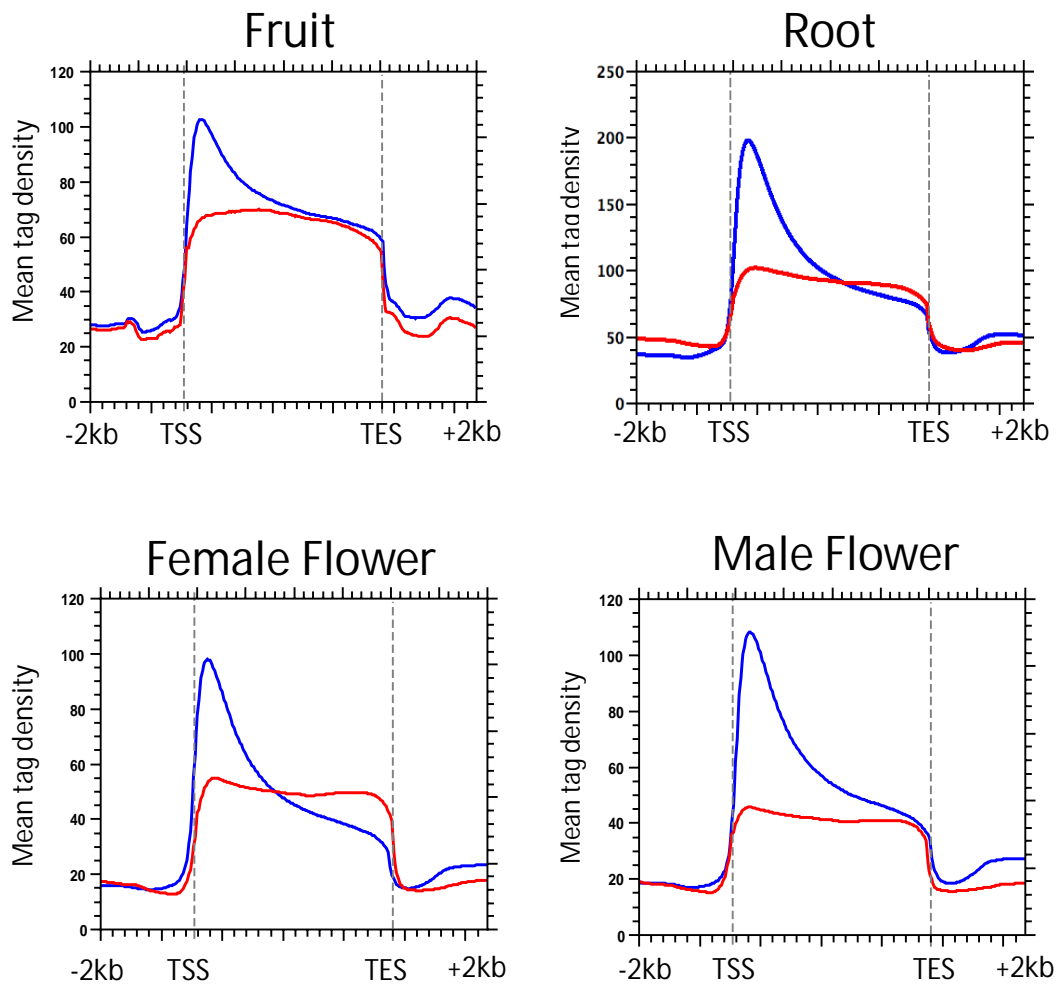 Fruit
Mean tag density
120
100
80
60
40
20
0
-2kb TSS TES +2kb
Root
Mean tag density
250
200
150
100
50
0
-2kb TSS TES +2kb
Female Flower
Mean tag density
120
100
80
60
40
20
0
-2kb TSS TES +2kb
Male Flower
Mean tag density
120
100
80
60
40
20
0
-2kb TSS TES +2kb